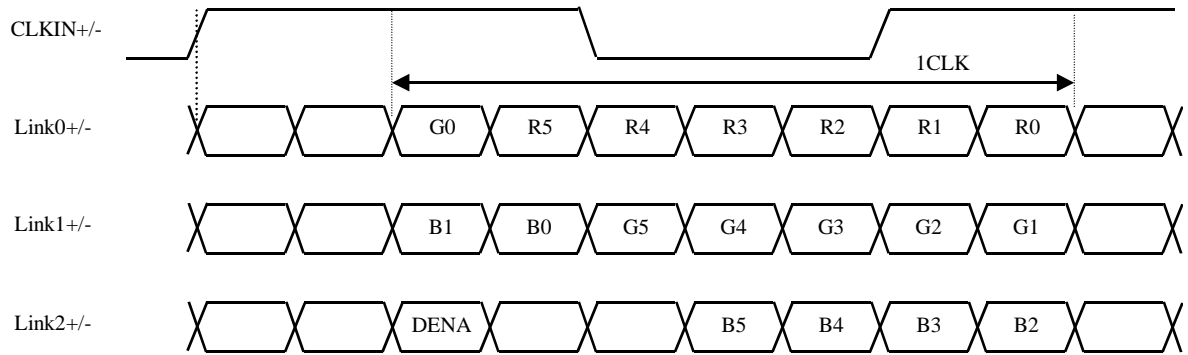 CLKIN+/-
1CLK
Link0+/- G0 R5 R4 R3 R2 R1 R0
Link1+/- B1 B0 G5 G4 G3 G2 G1
Link2+/- DENA B5 B4 B3 B2